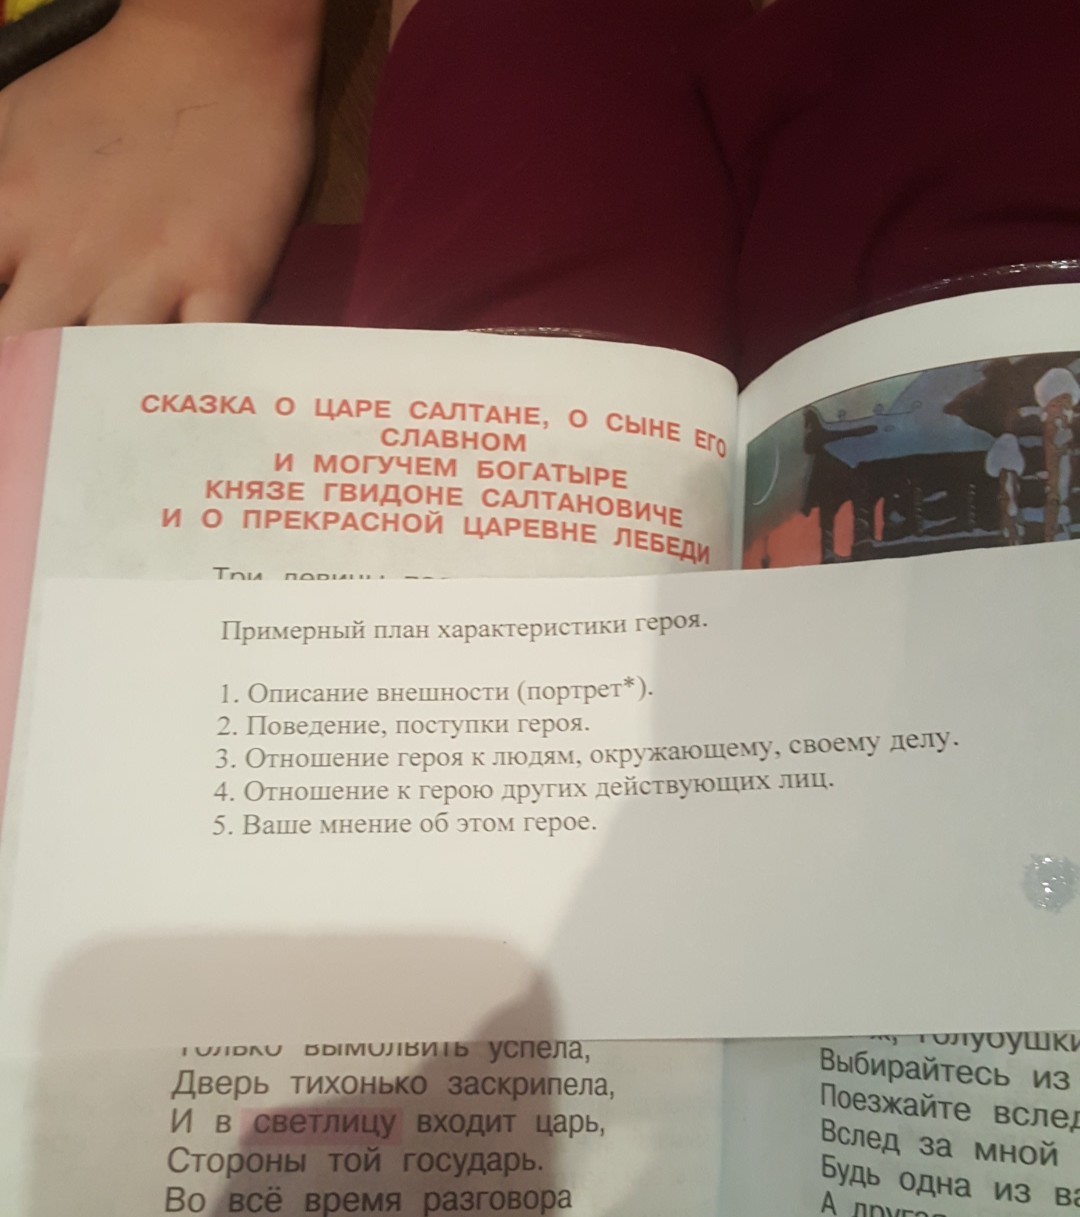 СКАЗКА О ЦАРЕ САЛТАНЕ, О СЫНЕ ЕГО
СЛАВНОМ
И МОГУЧЕМ БОГАТЫРЕ
КНЯЗЕ ГВИДОНЕ САЛТАНОВИЧЕ
И О ПРЕКРАСНОЙ ЦАРЕВНЕ ЛЕБЕДИ
Три девицы
Примерный план характеристики героя.
1. Описание внешности (портрет*).
2. Поведение, поступки героя.
3. Отношение героя к людям, окружающему, своему делу.
4. Отношение к герою других действующих лиц.
5. Ваше мнение об этом герое.
только вымолвить успела,
Дверь тихонько заскрипела,
И в светлицу входит царь,
Стороны той государь.
Во всё время разговора
голубушки
Выбирайтесь из
Поезжайте вслед
Вслед за мной
Будь одна из
А